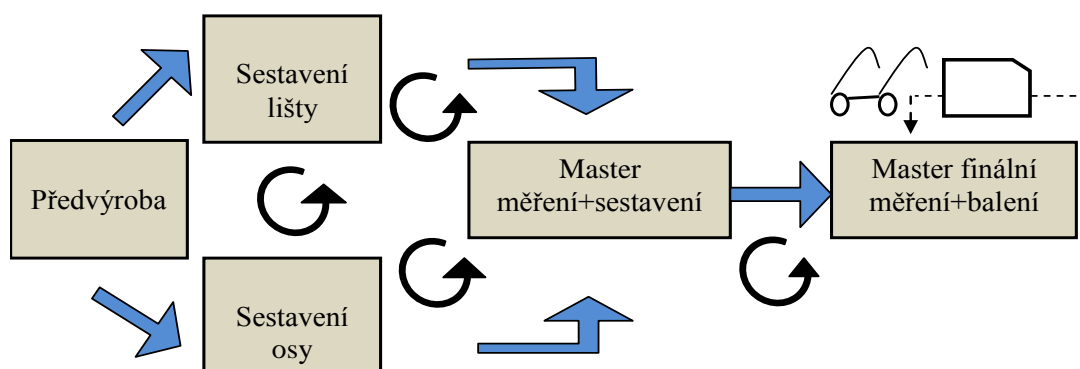 Sestavení
lišty
Předvýroba
Sestavení
osy
Master
měření+sestavení
Master finální
měření+balení